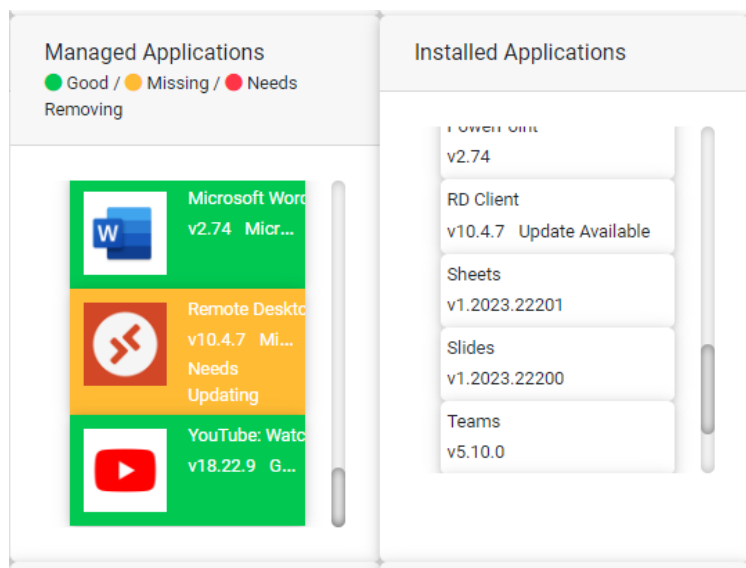 Managed Applications
Good / Missing / Needs
Removing
W
Microsoft Word
v2.74 Micr...
Remote Deskto
v10.4.7 Mi...
Needs
Updating
YouTube: Watc
v18.22.9 G...
Installed Applications
PowerPoint
v2.74
RD Client
v10.4.7 Update Available
Sheets
v1.2023.22201
Slides
v1.2023.22200
Teams
v5.10.0